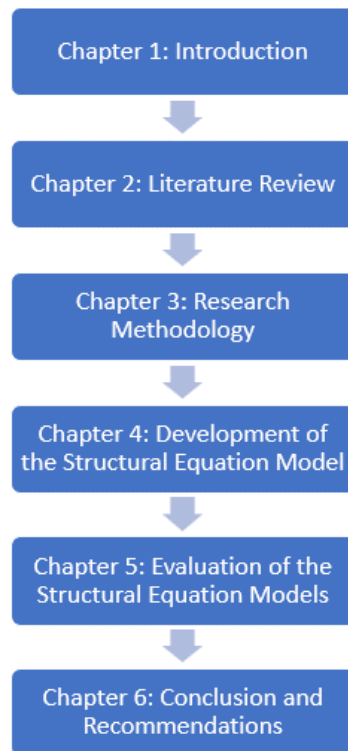 Chapter 1: Introduction
Chapter 2: Literature Review
Chapter 3: Research
Methodology
Chapter 4: Development of
the Structural Equation Model
Chapter 5: Evaluation of the
Structural Equation Models
Chapter 6: Conclusion and
Recommendations